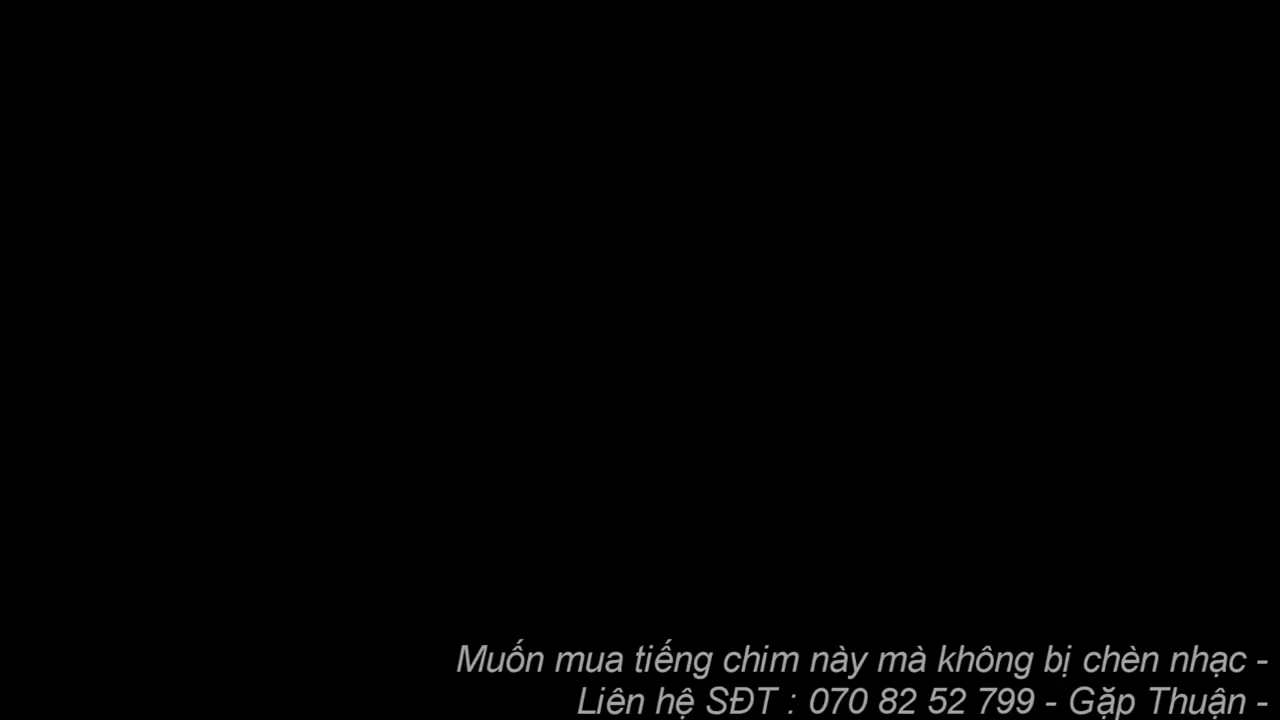 Muốn mua tiếng chim này mà không bị chèn nhạc -
Liên hệ SĐT : 070 82 52 799 - Gặp Thuận -